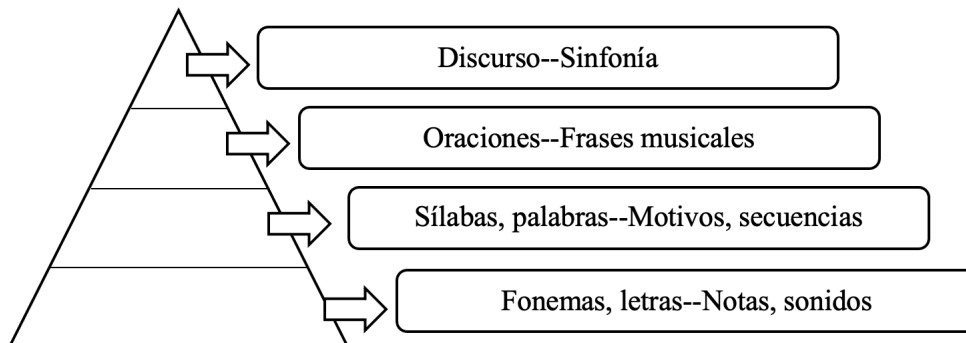 Discurso--Sinfonía
Oraciones--Frases musicales
Sílabas, palabras--Motivos, secuencias
Fonemas, letras--Notas, sonidos